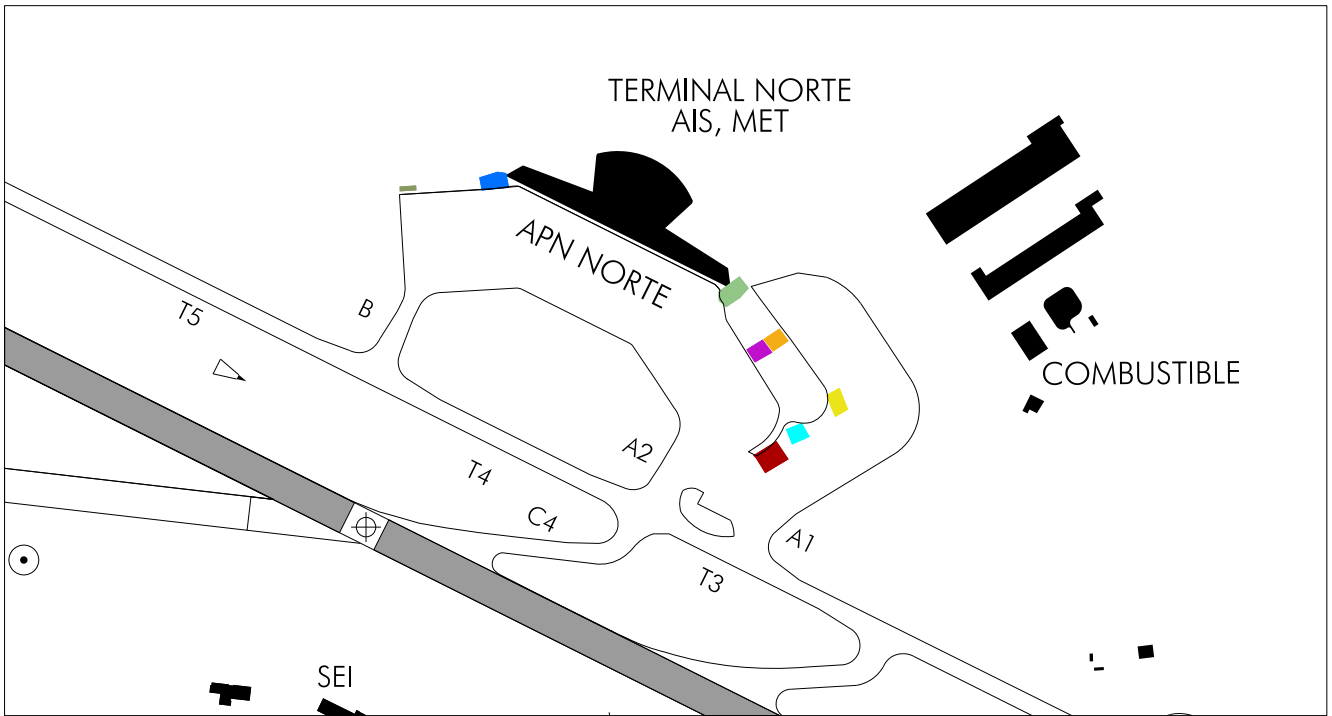 TERMINAL NORTE
AIS, MET
APN NORTE
B
T5
COMBUSTIBLE
A2
T4
C4
A1
T3
SEI